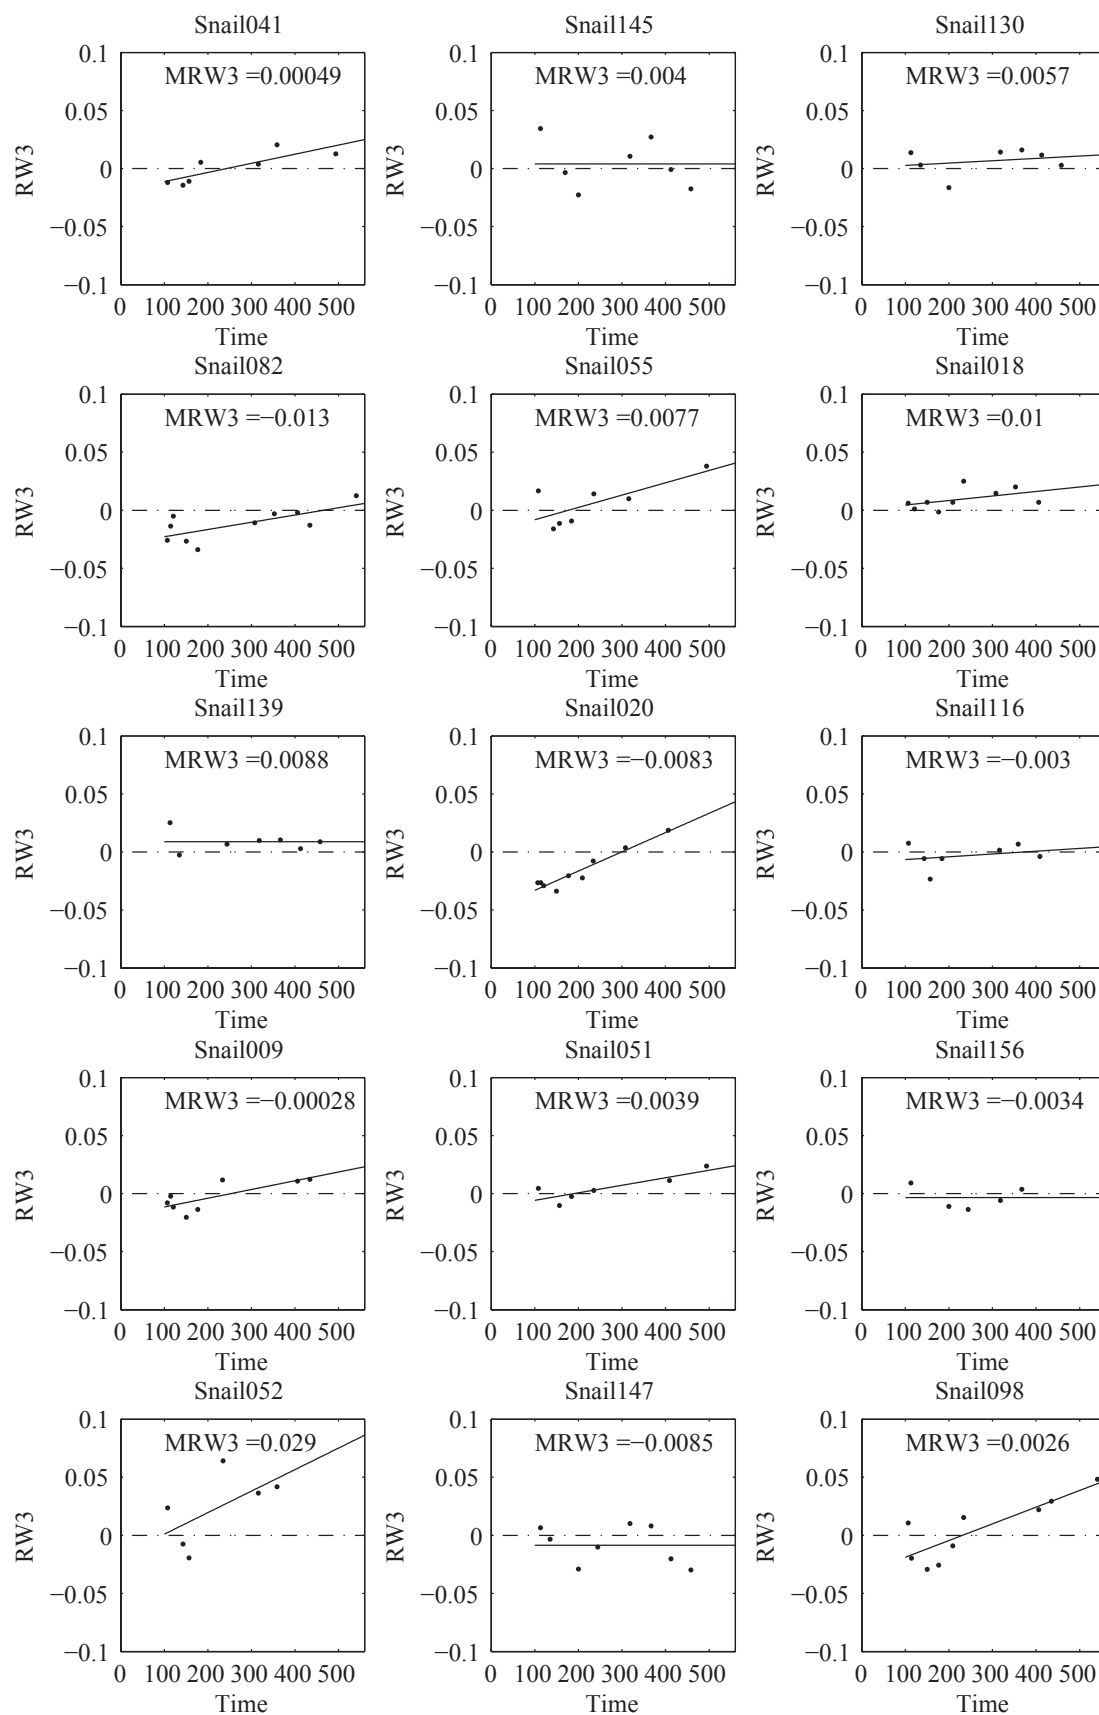 Snail041 Snail145 Snail130
MRW3 =0.00049 MRW3 =0.004 MRW3 =0.0057
0.1 0.1 0.1
0.05 0.05 0.05
0 0 0
−0.05 −0.05 −0.05
−0.1 −0.1 −0.1
RW3 RW3 RW3
0 100 200 300 400 500 0 100 200 300 400 500 0 100 200 300 400 500
Time Time Time
Snail082 Snail055 Snail018
MRW3 =−0.013 MRW3 =0.0077 MRW3 =0.01
0.1 0.1 0.1
0.05 0.05 0.05
0 0 0
−0.05 −0.05 −0.05
−0.1 −0.1 −0.1
RW3 RW3 RW3
0 100 200 300 400 500 0 100 200 300 400 500 0 100 200 300 400 500
Time Time Time
Snail139 Snail020 Snail116
MRW3 =0.0088 MRW3 =−0.0083 MRW3 =−0.003
0.1 0.1 0.1
0.05 0.05 0.05
0 0 0
−0.05 −0.05 −0.05
−0.1 −0.1 −0.1
RW3 RW3 RW3
0 100 200 300 400 500 0 100 200 300 400 500 0 100 200 300 400 500
Time Time Time
Snail009 Snail051 Snail156
MRW3 =−0.00028 MRW3 =0.0039 MRW3 =−0.0034
0.1 0.1 0.1
0.05 0.05 0.05
0 0 0
−0.05 −0.05 −0.05
−0.1 −0.1 −0.1
RW3 RW3 RW3
0 100 200 300 400 500 0 100 200 300 400 500 0 100 200 300 400 500
Time Time Time
Snail052 Snail147 Snail098
MRW3 =0.029 MRW3 =−0.0085 MRW3 =0.0026
0.1 0.1 0.1
0.05 0.05 0.05
0 0 0
−0.05 −0.05 −0.05
−0.1 −0.1 −0.1
RW3 RW3 RW3
0 100 200 300 400 500 0 100 200 300 400 500 0 100 200 300 400 500
Time Time Time